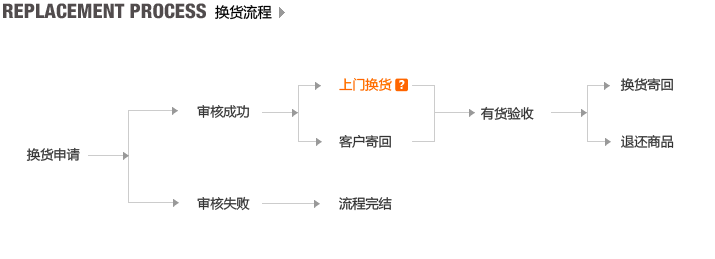 REPLACEMENT PROCESS 换货流程
上门换货 ?
换货寄回
审核成功
有货验收
客户寄回
退还商品
换货申请
审核失败
流程完结